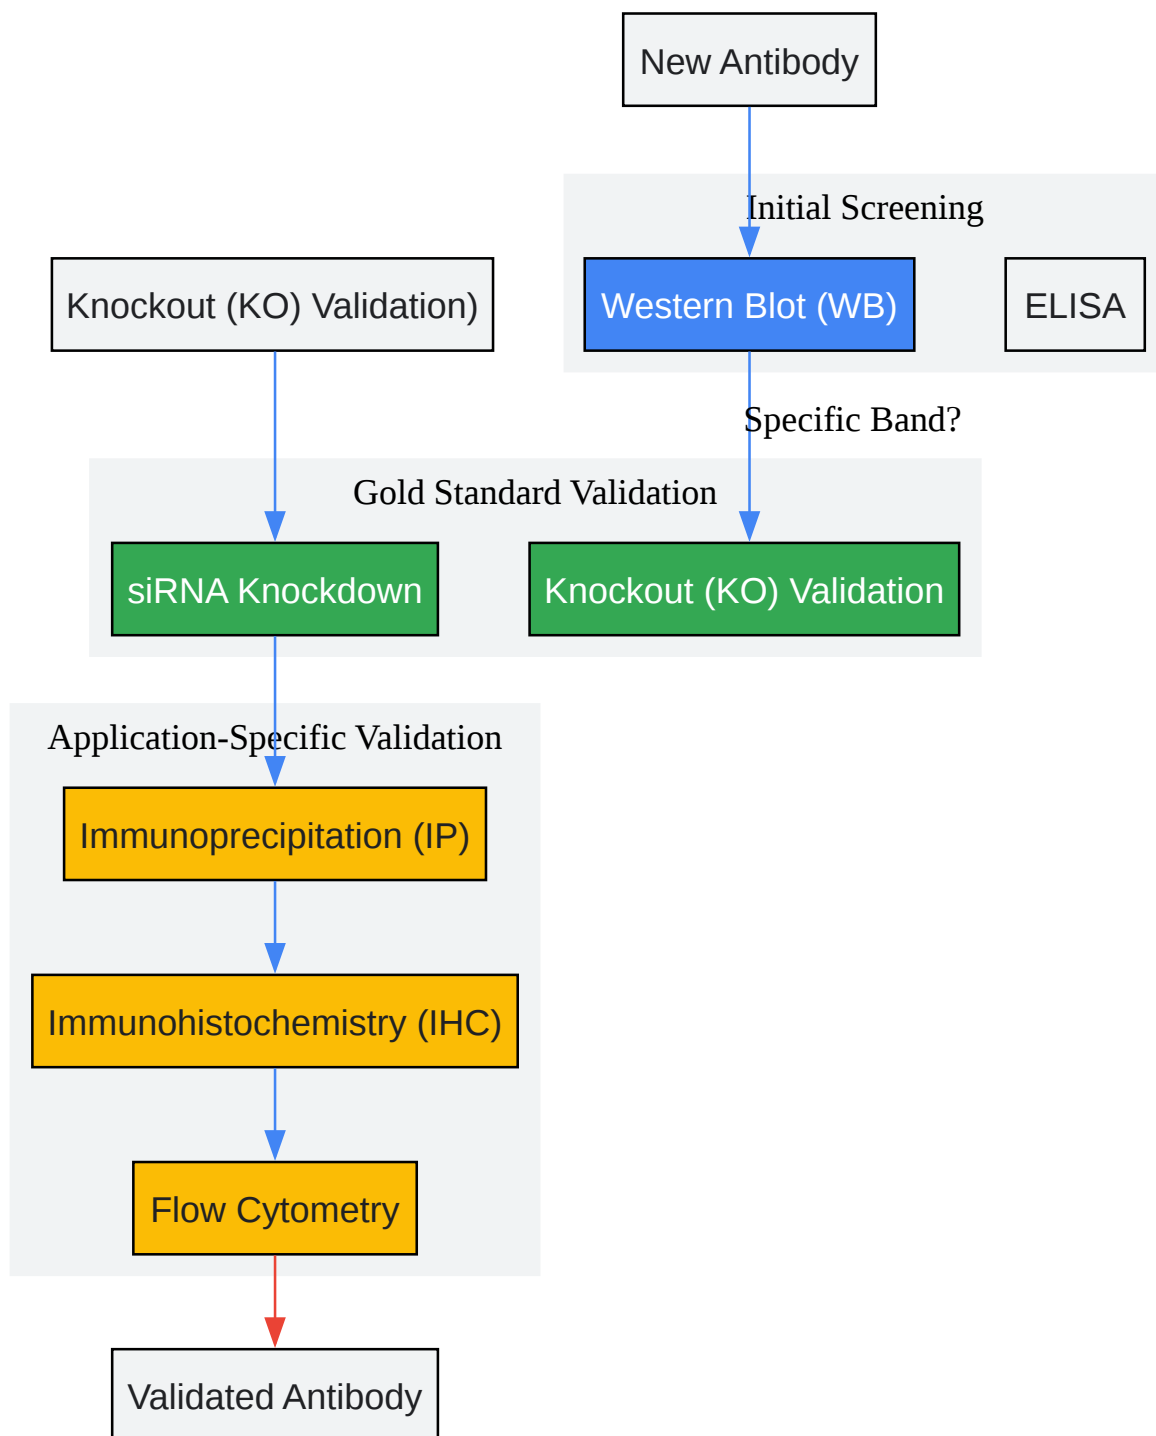 New Antibody
Initial Screening
Knockout (KO) Validation)
Western Blot (WB)
ELISA
Specific Band?
Gold Standard Validation
siRNA Knockdown
Knockout (KO) Validation
Application-Specific Validation
Immunoprecipitation (IP)
Immunohistochemistry (IHC)
Flow Cytometry
Validated Antibody